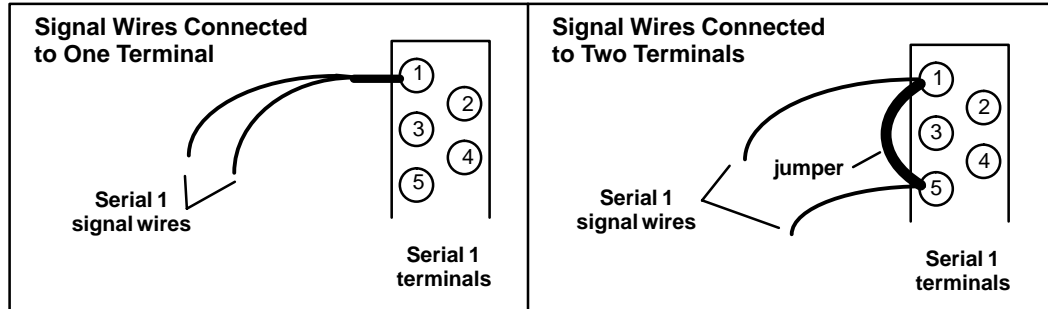 Signal Wires Connected
to One Terminal
1
2
3
4
5
Serial 1
signal wires
Serial 1
terminals
Signal Wires Connected
to Two Terminals
1
2
3
4
jumper
5
Serial 1
signal wires
Serial 1
terminals